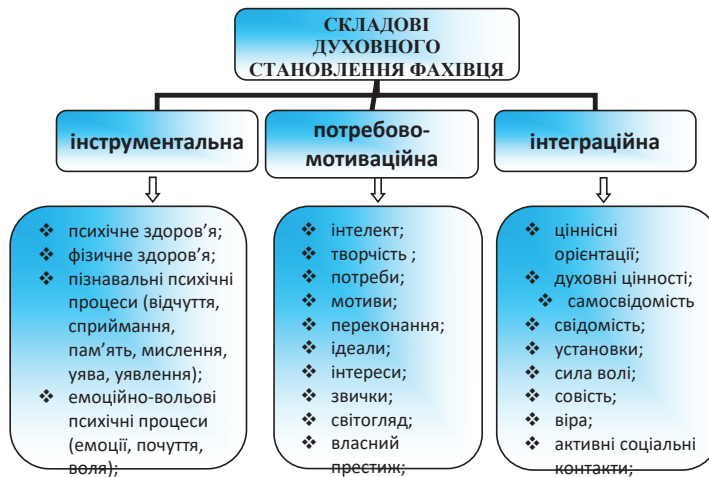 СКЛАДОВІ
ДУХОВНОГО
СТАНОВЛЕННЯ ФАХІВЦЯ
інструментальна
потребово-
мотиваційна
інтеграційна
❖ психічне здоров’я;
❖ фізичне здоров’я;
❖ пізнавальні психічні
процеси (відчуття,
сприймання,
пам’ять, мислення,
уява, уявлення);
❖ емоційно-вольові
психічні процеси
(емоції, почуття,
воля);
❖ інтелект;
❖ творчість ;
❖ потреби;
❖ мотиви;
❖ переконання;
❖ ідеали;
❖ інтереси;
❖ звички;
❖ світогляд;
❖ власний
престиж;
❖ ціннісні
орієнтації;
❖ духовні цінності;
❖ самосвідомість
❖ свідомість;
❖ установки;
❖ сила волі;
❖ совість;
❖ віра;
❖ активні соціальні
контакти;